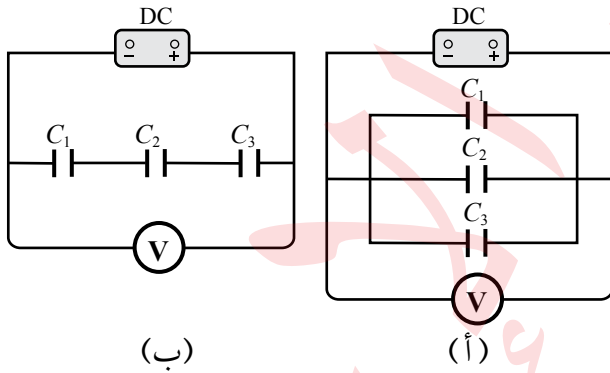 DC
- +
C₁
C₂
C₃
V
(أ)
DC
- +
C₁ C₂ C₃
V
(ب)